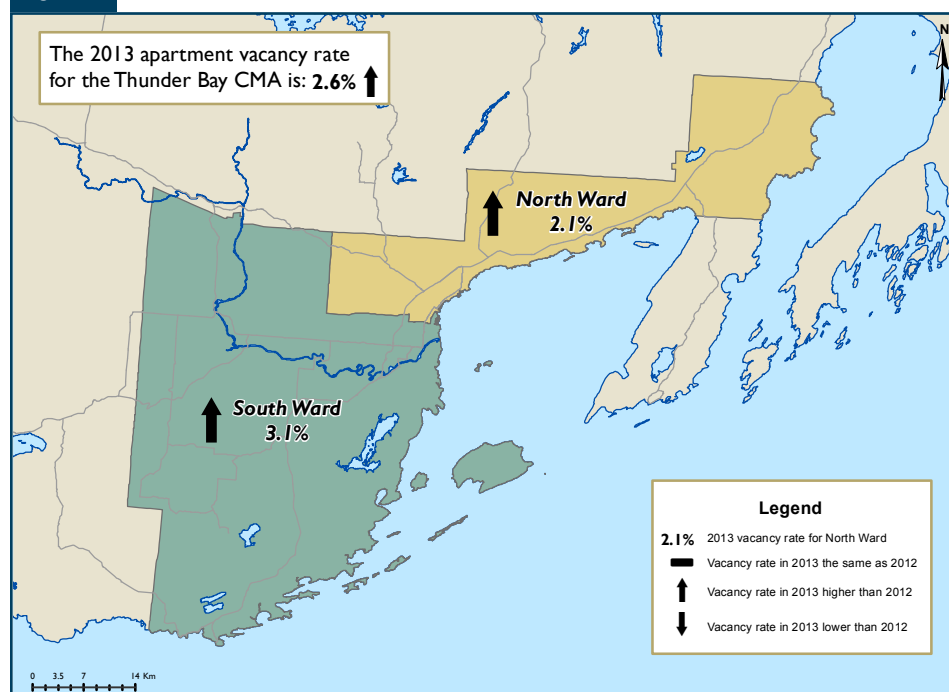 The 2013 apartment vacancy rate
for the Thunder Bay CMA is: 2.6%
N
North Ward
2.1%
South Ward
3.1%
Legend
2.1% 2013 vacancy rate for North Ward
Vacancy rate in 2013 the same as 2012
Vacancy rate in 2013 higher than 2012
Vacancy rate in 2013 lower than 2012
0 3.5 7 14 Km